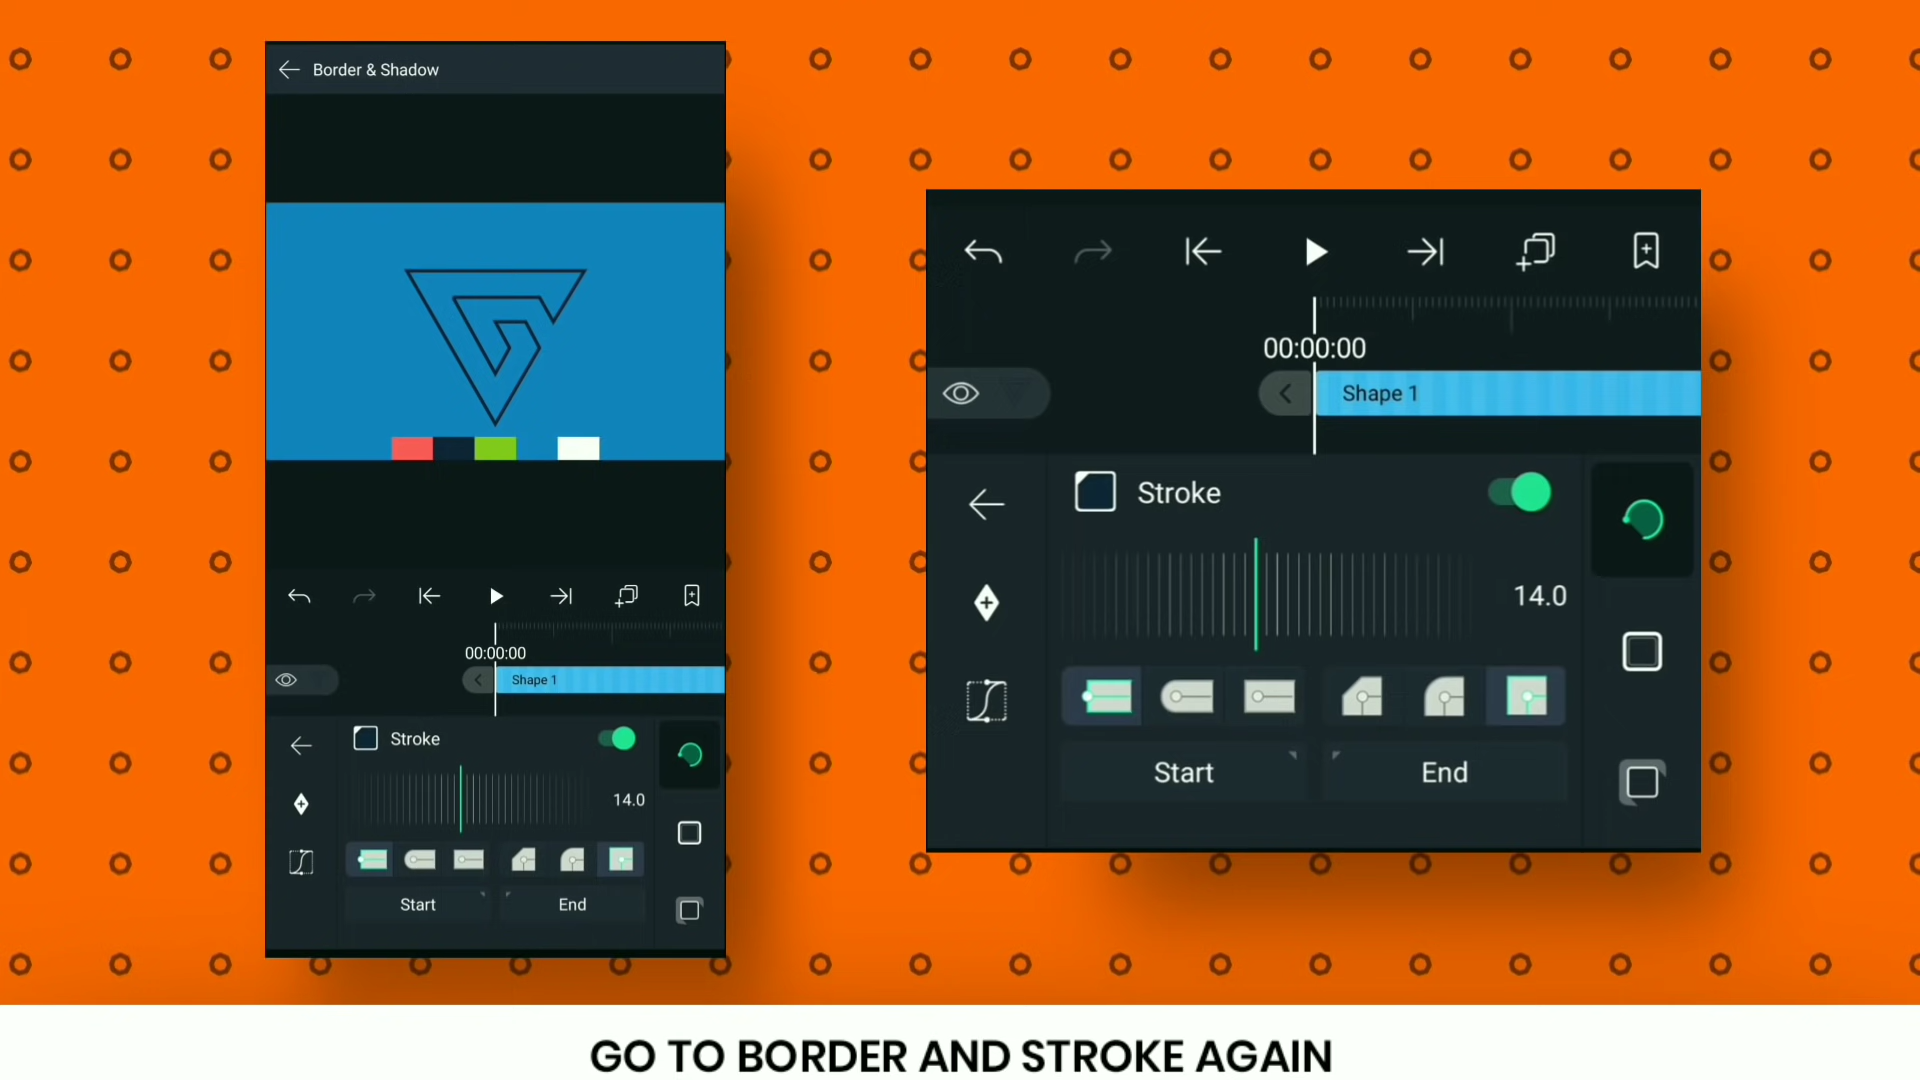 Border & Shadow
00:00:00
Shape 1
Stroke
14.0
Start
End
00:00:00
Shape 1
Stroke
14.0
Start
End
GO TO BORDER AND STROKE AGAIN